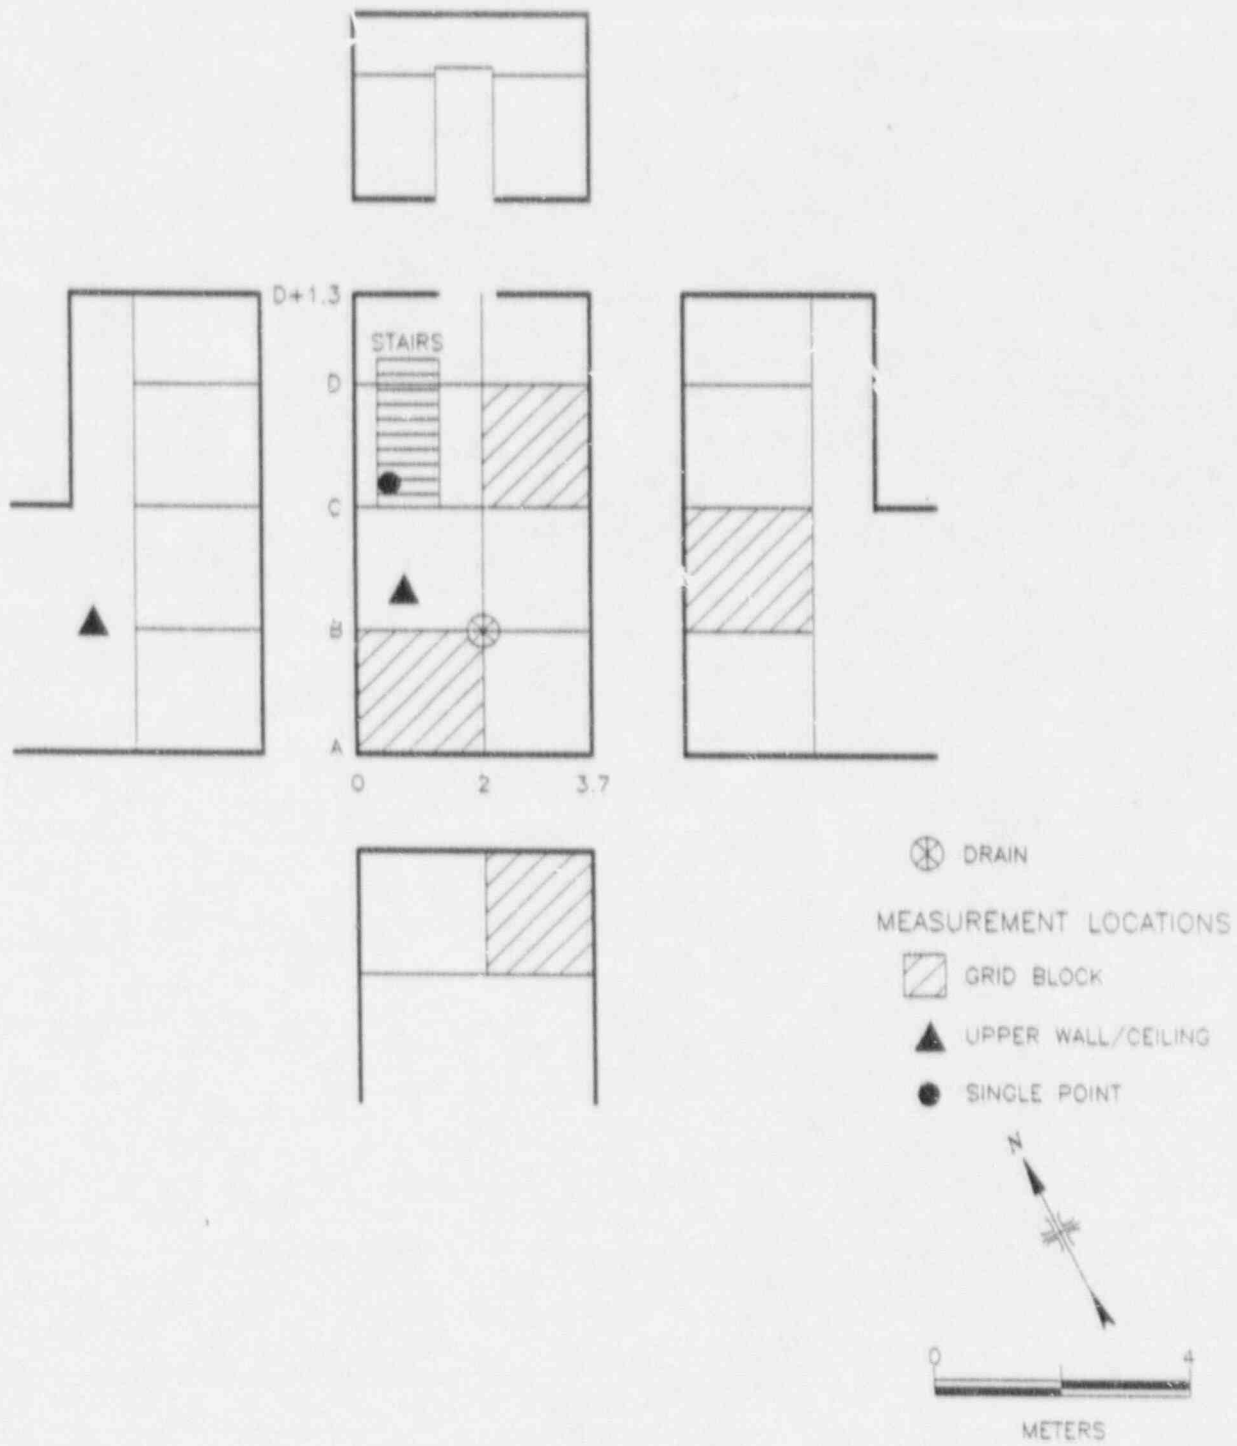 D+1.3
STAIRS
D
C
B
A
0 2 3.7
DRAIN
MEASUREMENT LOCATIONS
GRID BLOCK
UPPER WALL/CEILING
SINGLE POINT
N
0 4
METERS